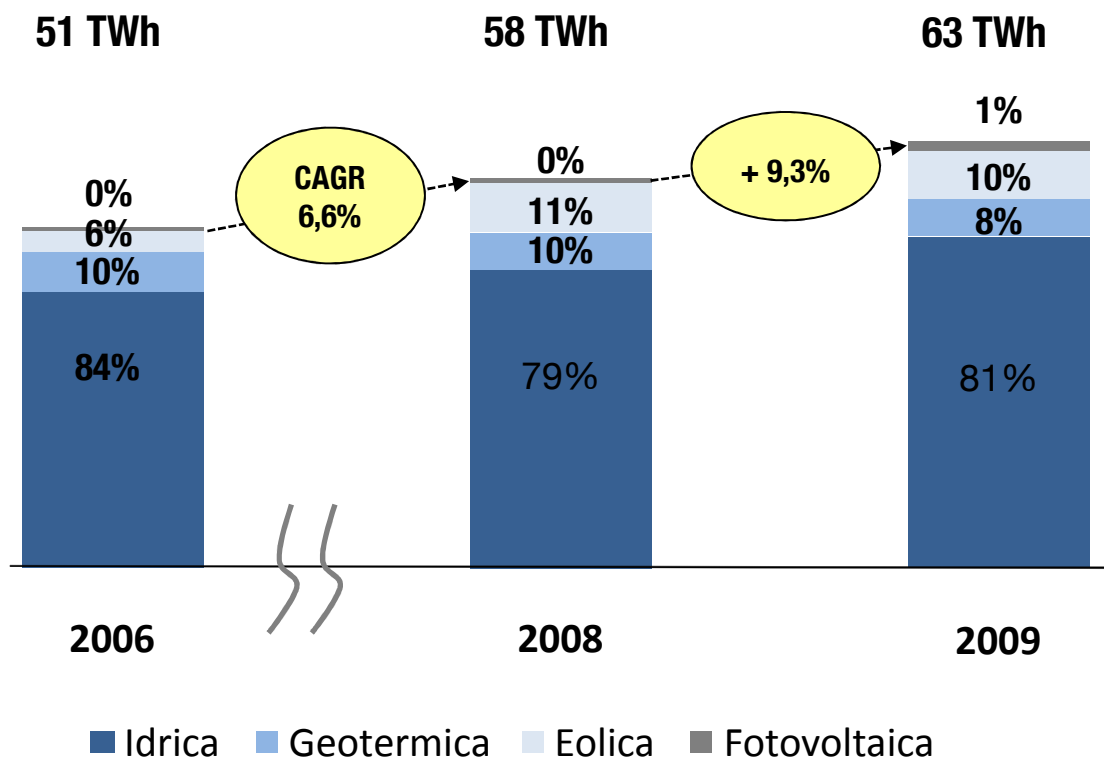 51 TWh
58 TWh
63 TWh
1%
0%
CAGR
6,6%
0%
+ 9,3%
6%
11%
10%
10%
10%
8%
84%
79%
81%
2006
2008
2009
Idrica
Geotermica
Eolica
Fotovoltaica